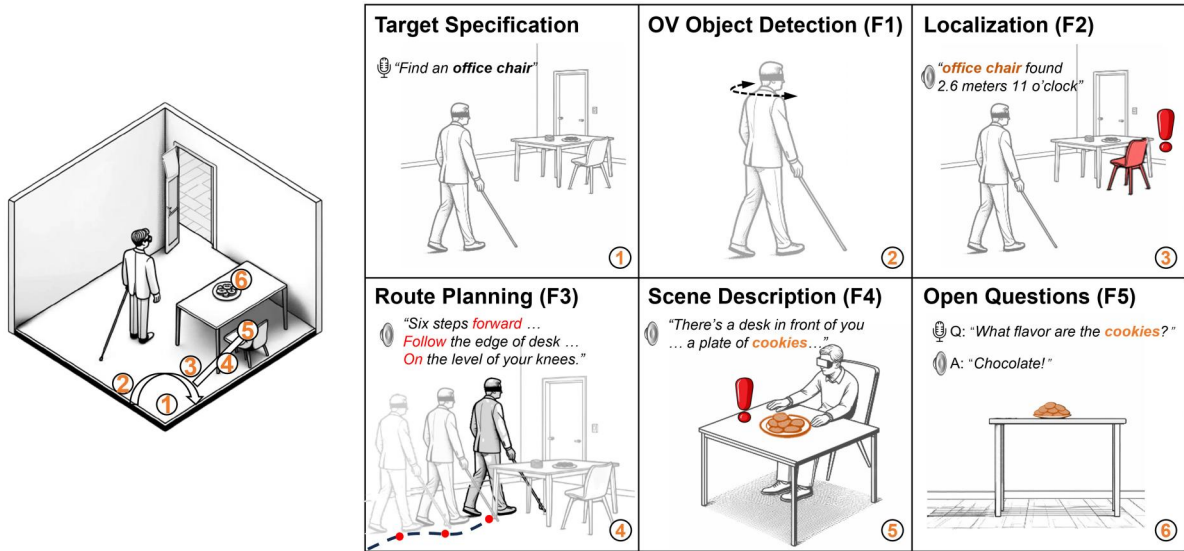 Target Specification
"Find an office chair"
1
OV Object Detection (F1)
2
Localization (F2)
"office chair found
2.6 meters 11 o'clock"
3
Route Planning (F3)
"Six steps forward ...
Follow the edge of desk ...
On the level of your knees."
4
Scene Description (F4)
"There's a desk in front of you
... a plate of cookies..."
5
Open Questions (F5)
Q: "What flavor are the cookies?"
A: "Chocolate!"
6
6
5
3
4
2
1